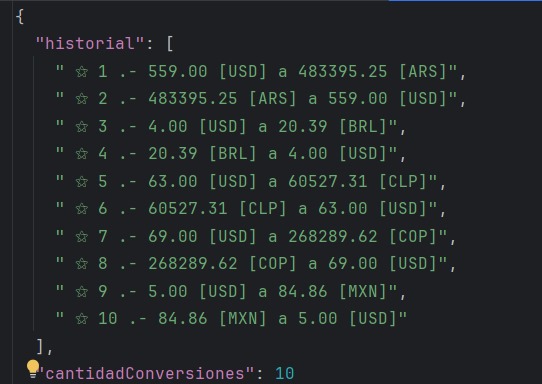 {
"historial": [
" ✩ 1 .- 559.00 [USD] a 483395.25 [ARS]",
" ✩ 2 .- 483395.25 [ARS] a 559.00 [USD]",
" ✩ 3 .- 4.00 [USD] a 20.39 [BRL]",
" ✩ 4 .- 20.39 [BRL] a 4.00 [USD]",
" ✩ 5 .- 63.00 [USD] a 60527.31 [CLP]",
" ✩ 6 .- 60527.31 [CLP] a 63.00 [USD]",
" ✩ 7 .- 69.00 [USD] a 268289.62 [COP]",
" ✩ 8 .- 268289.62 [COP] a 69.00 [USD]",
" ✩ 9 .- 5.00 [USD] a 84.86 [MXN]",
" ✩ 10 .- 84.86 [MXN] a 5.00 [USD]"
],
"cantidadConversiones": 10